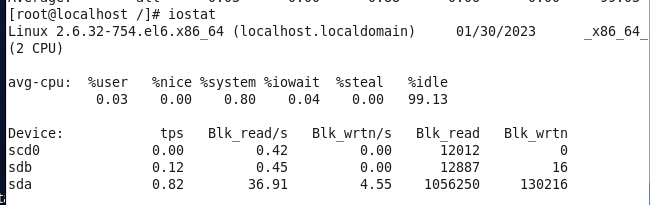 [root@localhost /]# iostat
Linux 2.6.32-754.el6.x86_64 (localhost.localdomain)     01/30/2023      _x86_64_
(2 CPU)
avg-cpu:  %user   %nice %system %iowait  %steal   %idle
           0.03    0.00    0.80    0.04    0.00   99.13
Device:            tps   Blk_read/s   Blk_wrtn/s   Blk_read   Blk_wrtn
scd0              0.00         0.42         0.00      12012          0
sdb               0.12         0.45         0.00      12887         16
sda               0.82        36.91         4.55    1056250     130216